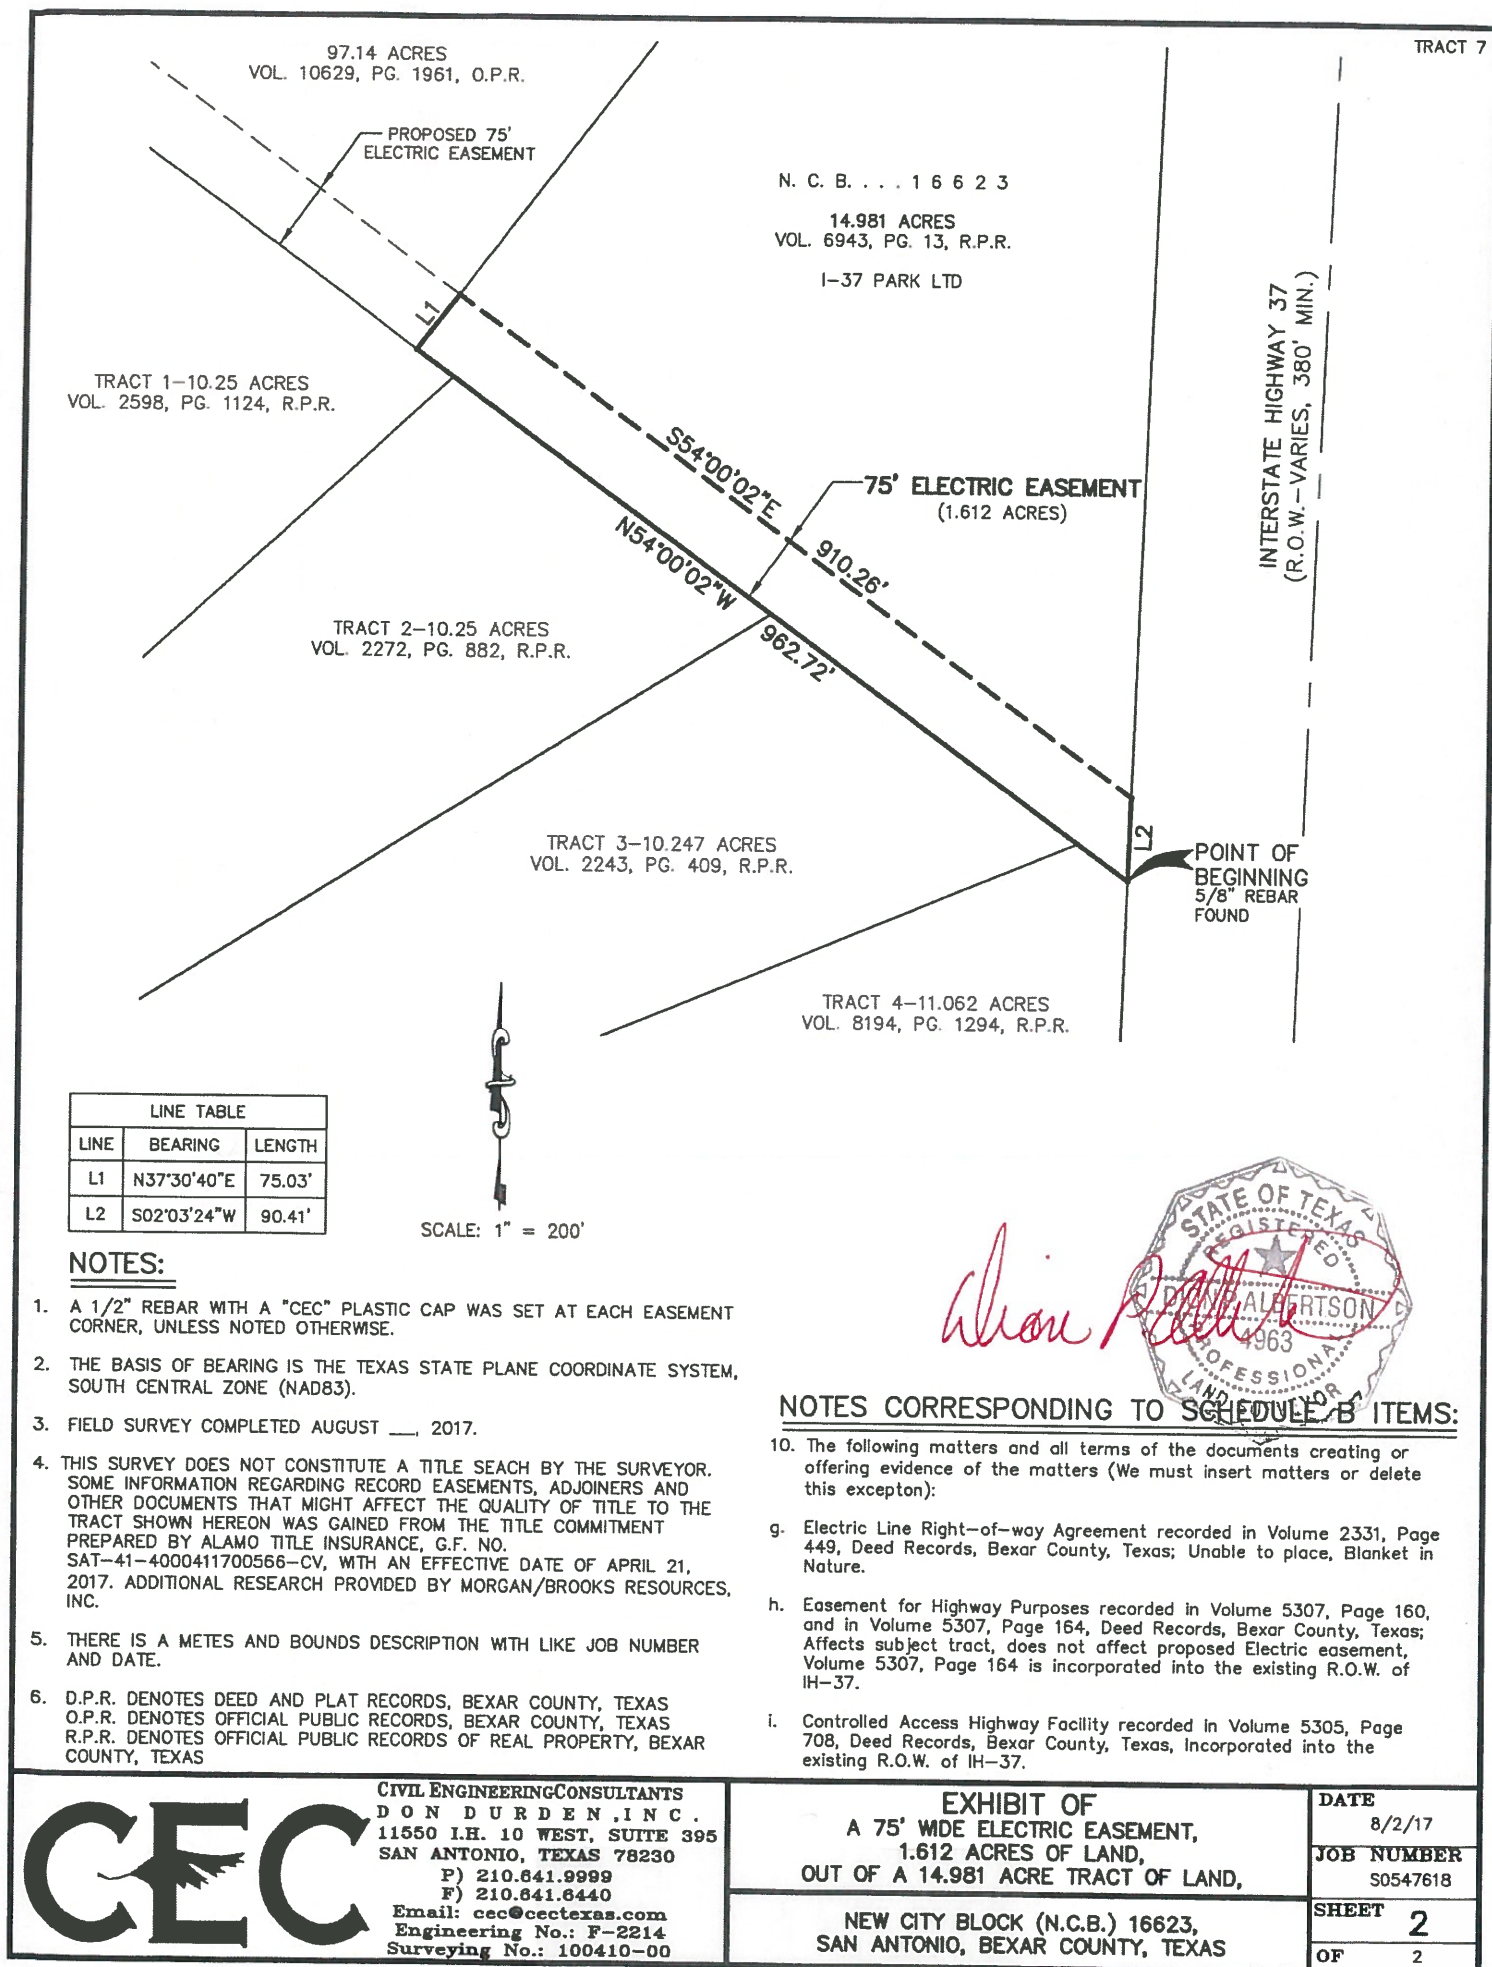 TRACT 7
97.14 ACRES
VOL. 10629, PG. 1961, O.P.R.
PROPOSED 75'
ELECTRIC EASEMENT
N. C. B. . . . 1 6 6 2 3
14.981 ACRES
VOL. 6943, PG. 13, R.P.R.
I-37 PARK LTD
INTERSTATE HIGHWAY 37
(R.O.W.-VARIES, 380' MIN.)
L1
TRACT 1-10.25 ACRES
VOL. 2598, PG. 1124, R.P.R.
S54°00'02"E
910.26'
75' ELECTRIC EASEMENT
(1.612 ACRES)
N54°00'02"W
962.72'
TRACT 2-10.25 ACRES
VOL. 2272, PG. 882, R.P.R.
L2
POINT OF
BEGINNING
5/8" REBAR
FOUND
TRACT 3-10.247 ACRES
VOL. 2243, PG. 409, R.P.R.
TRACT 4-11.062 ACRES
VOL. 8194, PG. 1294, R.P.R.
LINE TABLE
LINE BEARING LENGTH
L1 N37°30'40"E 75.03'
L2 S02°03'24"W 90.41'
SCALE: 1" = 200'
STATE OF TEXAS
REGISTERED
DION P. ALBERTSON
4963
PROFESSIONAL
LAND SURVEYOR
NOTES:
1. A 1/2" REBAR WITH A "CEC" PLASTIC CAP WAS SET AT EACH EASEMENT
CORNER, UNLESS NOTED OTHERWISE.
2. THE BASIS OF BEARING IS THE TEXAS STATE PLANE COORDINATE SYSTEM,
SOUTH CENTRAL ZONE (NAD83).
3. FIELD SURVEY COMPLETED AUGUST __, 2017.
4. THIS SURVEY DOES NOT CONSTITUTE A TITLE SEACH BY THE SURVEYOR.
SOME INFORMATION REGARDING RECORD EASEMENTS, ADJOINERS AND
OTHER DOCUMENTS THAT MIGHT AFFECT THE QUALITY OF TITLE TO THE
TRACT SHOWN HEREON WAS GAINED FROM THE TITLE COMMITMENT
PREPARED BY ALAMO TITLE INSURANCE, G.F. NO.
SAT-41-4000411700566-CV, WITH AN EFFECTIVE DATE OF APRIL 21,
2017. ADDITIONAL RESEARCH PROVIDED BY MORGAN/BROOKS RESOURCES,
INC.
5. THERE IS A METES AND BOUNDS DESCRIPTION WITH LIKE JOB NUMBER
AND DATE.
6. D.P.R. DENOTES DEED AND PLAT RECORDS, BEXAR COUNTY, TEXAS
O.P.R. DENOTES OFFICIAL PUBLIC RECORDS, BEXAR COUNTY, TEXAS
R.P.R. DENOTES OFFICIAL PUBLIC RECORDS OF REAL PROPERTY, BEXAR
COUNTY, TEXAS
NOTES CORRESPONDING TO SCHEDULE B ITEMS:
10. The following matters and all terms of the documents creating or
offering evidence of the matters (We must insert matters or delete
this excepton):
g. Electric Line Right-of-way Agreement recorded in Volume 2331, Page
449, Deed Records, Bexar County, Texas; Unable to place, Blanket in
Nature.
h. Easement for Highway Purposes recorded in Volume 5307, Page 160,
and in Volume 5307, Page 164, Deed Records, Bexar County, Texas;
Affects subject tract, does not affect proposed Electric easement,
Volume 5307, Page 164 is incorporated into the existing R.O.W. of
IH-37.
i. Controlled Access Highway Facility recorded in Volume 5305, Page
708, Deed Records, Bexar County, Texas, Incorporated into the
existing R.O.W. of IH-37.
CEC
CIVIL ENGINEERING CONSULTANTS
D O N D U R D E N , I N C .
11550 I.H. 10 WEST, SUITE 395
SAN ANTONIO, TEXAS 78230
P) 210.641.9999
F) 210.641.6440
Email: cec@cectexas.com
Engineering No.: F-2214
Surveying No.: 100410-00
EXHIBIT OF
A 75' WIDE ELECTRIC EASEMENT,
1.612 ACRES OF LAND,
OUT OF A 14.981 ACRE TRACT OF LAND,
NEW CITY BLOCK (N.C.B.) 16623,
SAN ANTONIO, BEXAR COUNTY, TEXAS
DATE
8/2/17
JOB NUMBER
S0547618
SHEET 2
OF 2